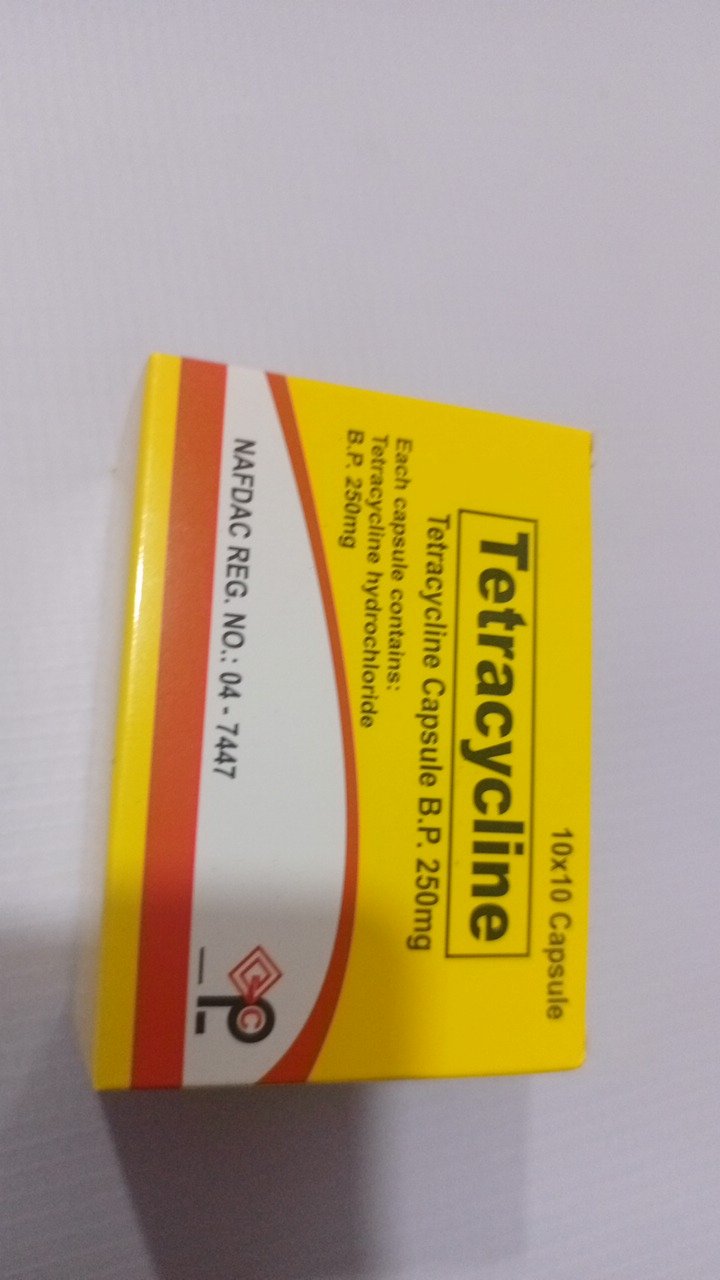 10x10 Capsule
Tetracycline
Tetracycline Capsule B.P. 250mg
Each capsule contains:
Tetracycline hydrochloride
B.P. 250mg
NAFDAC REG. NO.: 04 - 7447